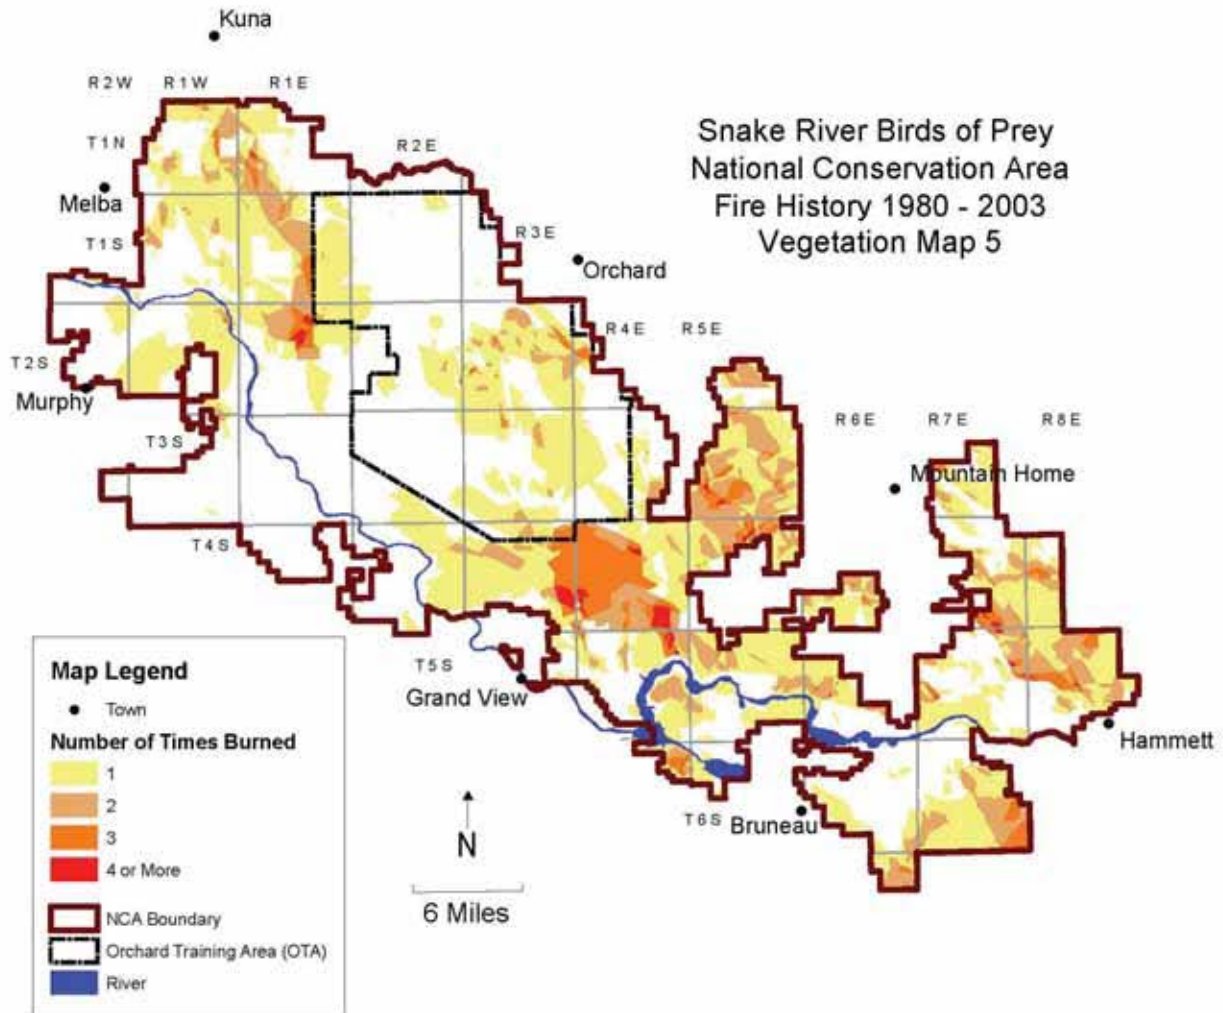 Kuna
R2W R1W R1E
T1N
R2E
Snake River Birds of Prey
National Conservation Area
Fire History 1980 - 2003
Vegetation Map 5
Melba
T1S
R3E
Orchard
R4E R5E
T2S
Murphy
R6E R7E R8E
T3S
Mountain Home
T4S
T5S
Grand View
Hammett
T6S Bruneau
N
6 Miles
Map Legend
Town
Number of Times Burned
1
2
3
4 or More
NCA Boundary
Orchard Training Area (OTA)
River